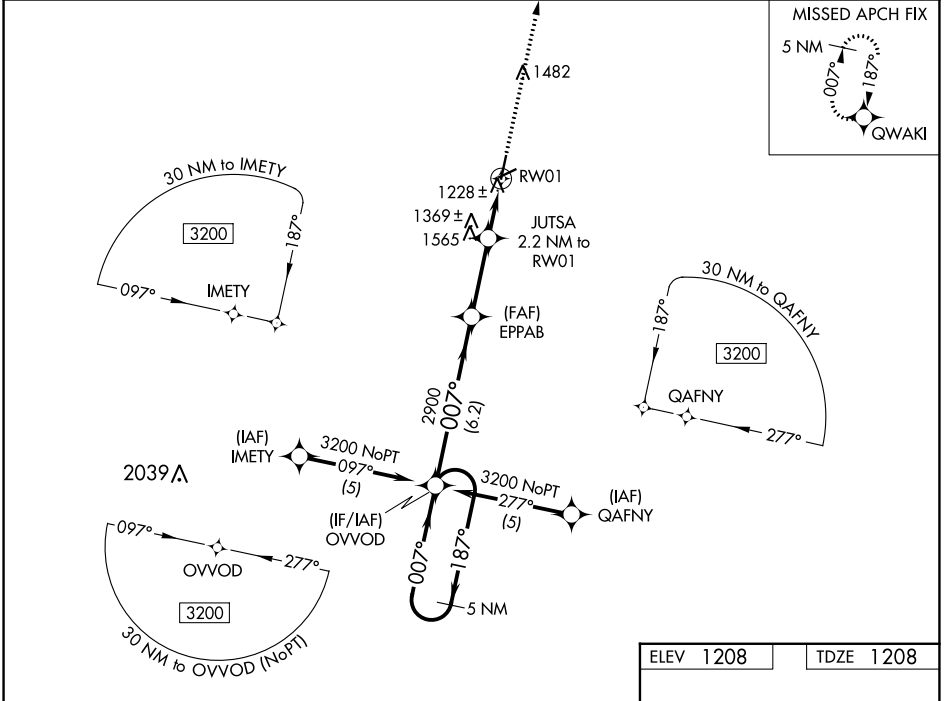 MISSED APCH FIX
5 NM
007°
187°
QWAKI
1482
30 NM to IMETY
3200
187°
097°
IMETY
RW01
1228 ±
1369 ±
1565
JUTSA
2.2 NM to
RW01
(FAF)
EPPAB
30 NM to QAFNY
187°
3200
QAFNY
277°
2900
007°
(6.2)
(IAF)
IMETY
3200 NoPT
097°
(5)
2039
3200 NoPT
277°
(5)
(IAF)
QAFNY
(IF/IAF)
OVVOD
007°
187°
5 NM
097°
OVVOD
277°
3200
30 NM to OVVOD (NoPT)
ELEV 1208
TDZE 1208